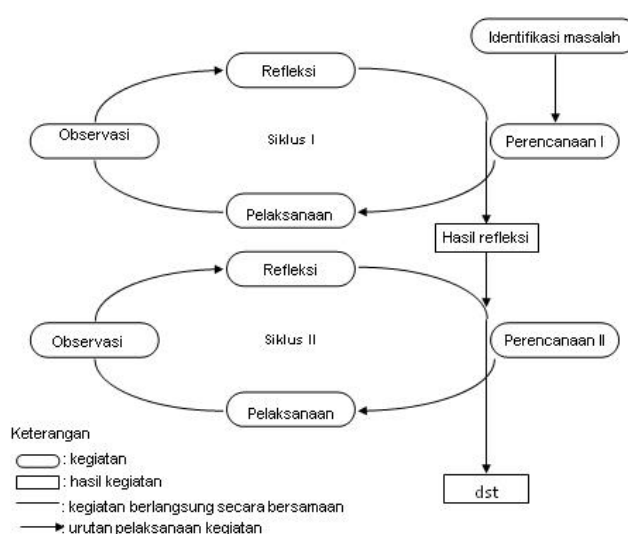 Identifikasi masalah
Refleksi
Observasi
Siklus I
Perencanaan I
Pelaksanaan
Hasil refleksi
Refleksi
Observasi
Siklus II
Perencanaan II
Pelaksanaan
Keterangan
: kegiatan
: hasil kegiatan
dst
: kegiatan berlangsung secara bersamaan
: urutan pelaksanaan kegiatan